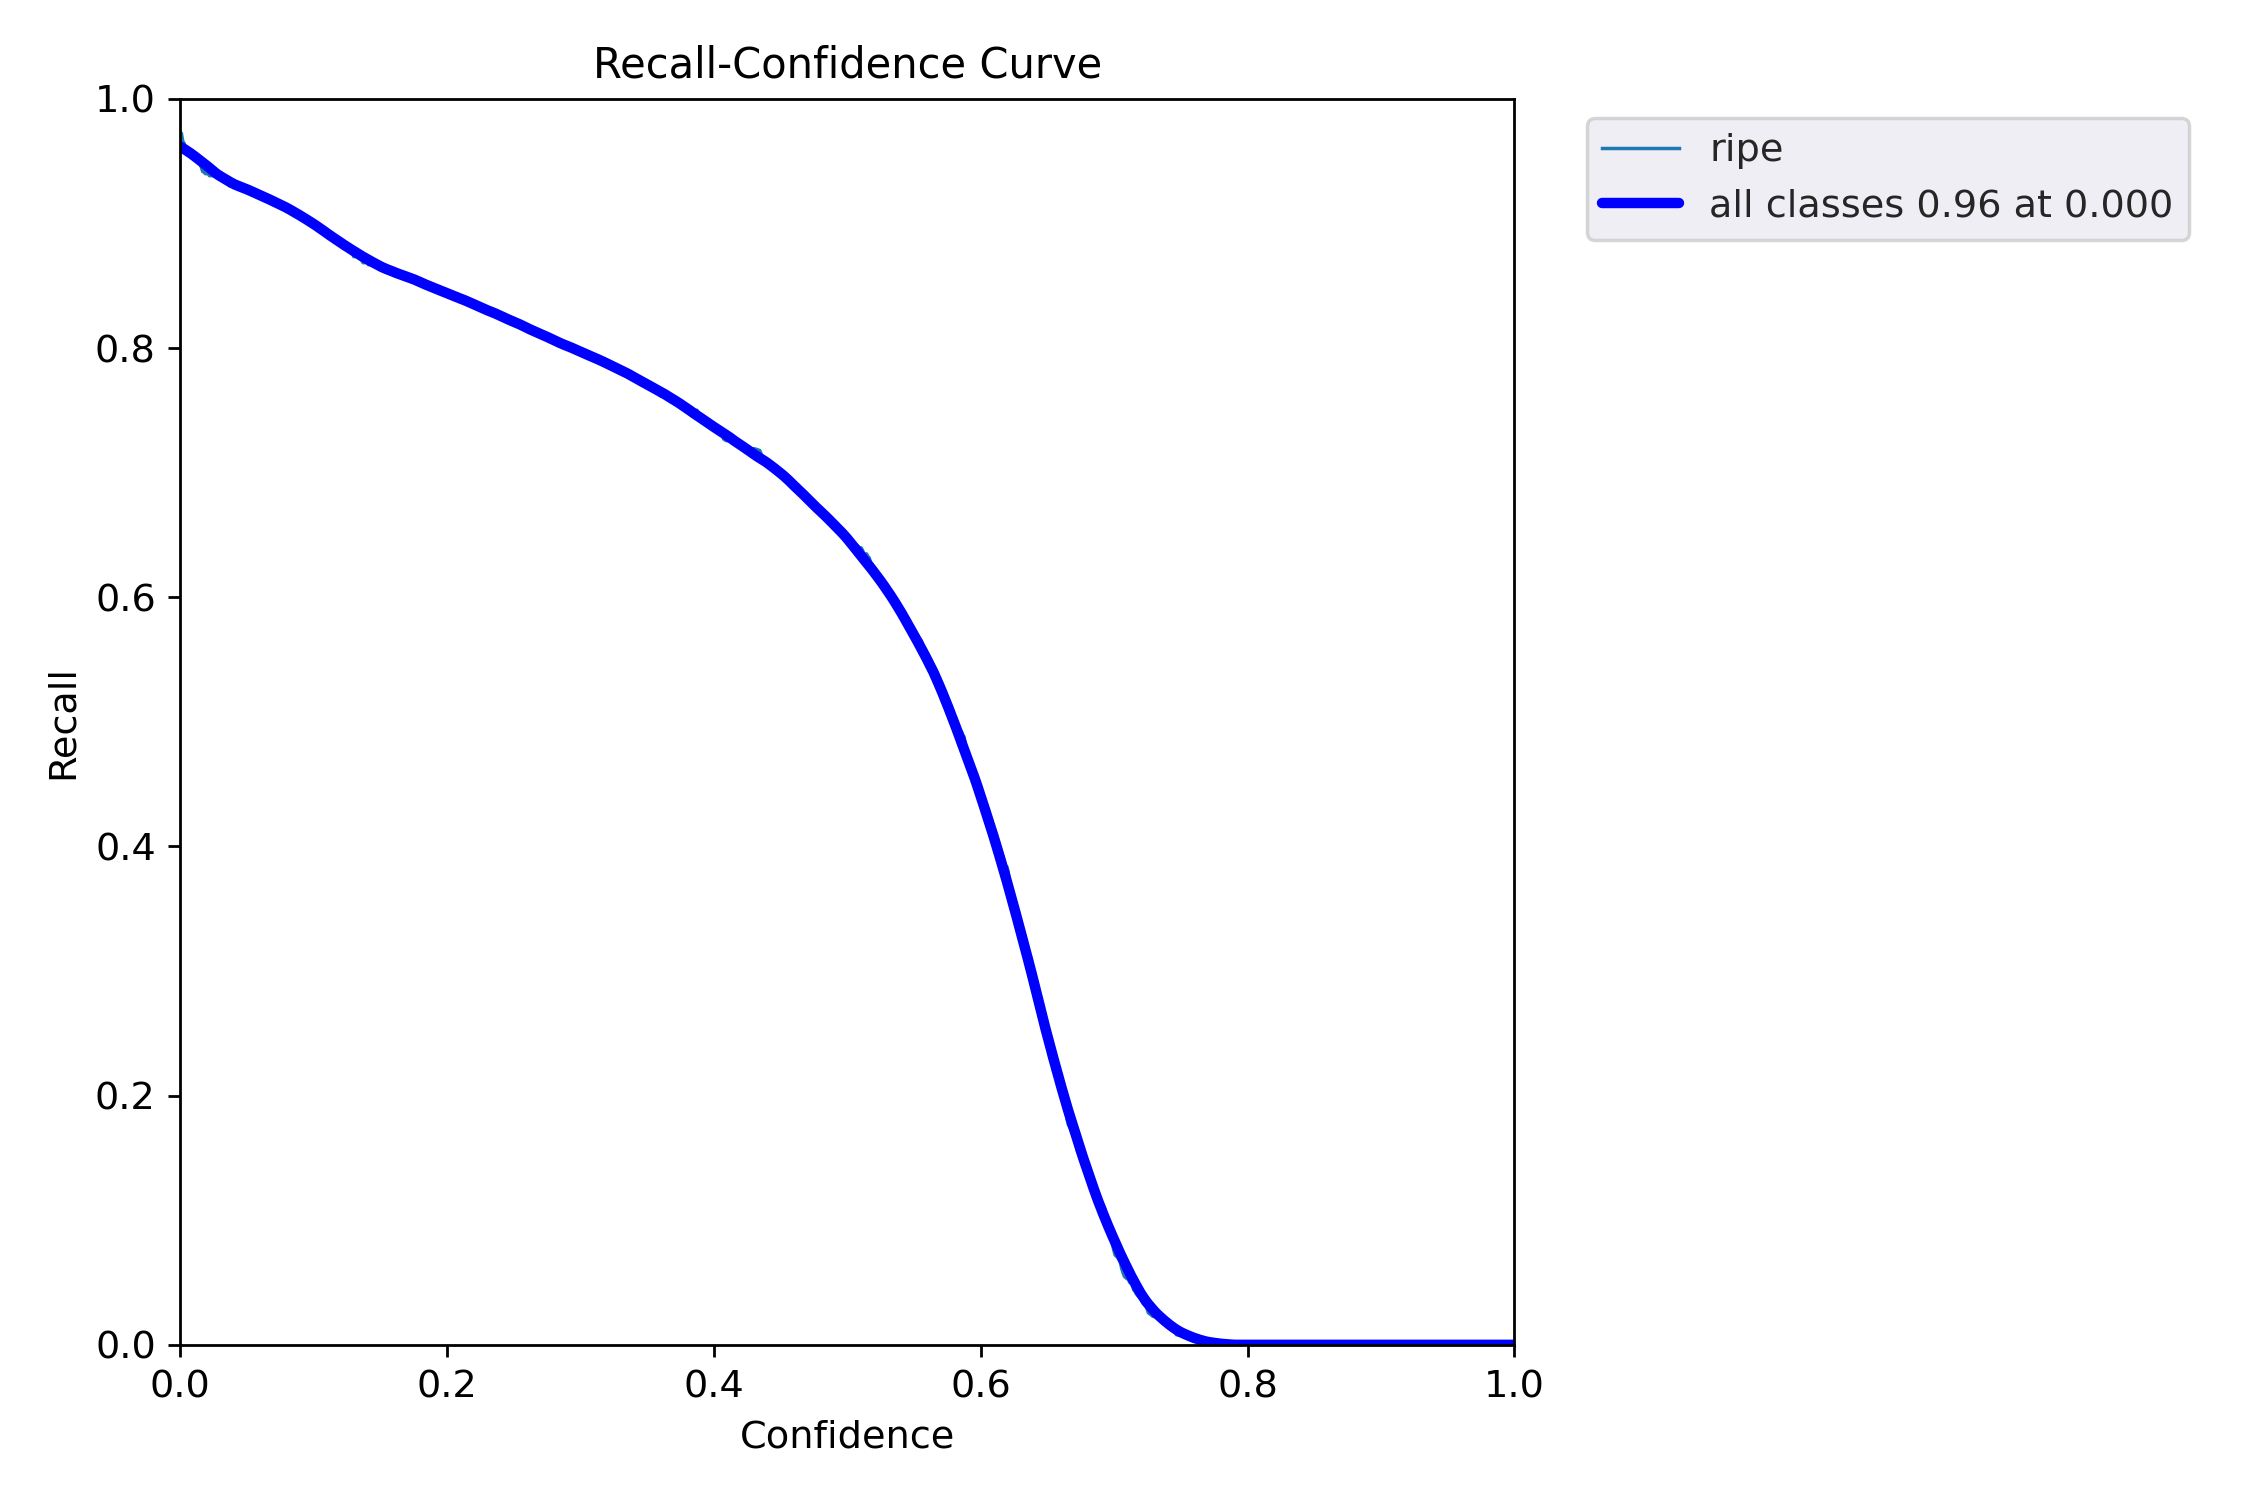 Recall-Confidence Curve
1.0
0.8
0.6
0.4
0.2
0.0
Recall
0.0 0.2 0.4 0.6 0.8 1.0
Confidence
ripe
all classes 0.96 at 0.000